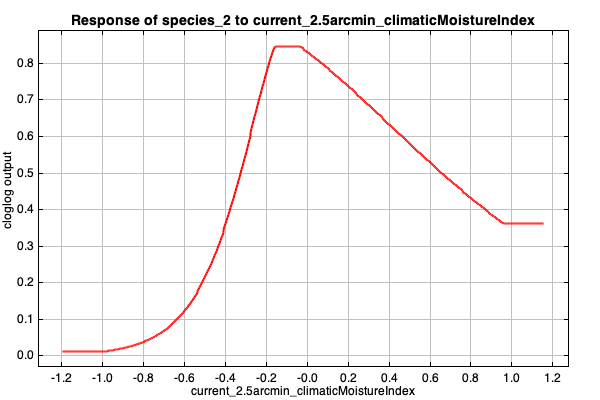 Response of species_2 to current_2.5arcmin_climaticMoistureIndex
cloglog output
0.8
0.7
0.6
0.5
0.4
0.3
0.2
0.1
0.0
-1.2 -1.0 -0.8 -0.6 -0.4 -0.2 -0.0 0.2 0.4 0.6 0.8 1.0 1.2
current_2.5arcmin_climaticMoistureIndex